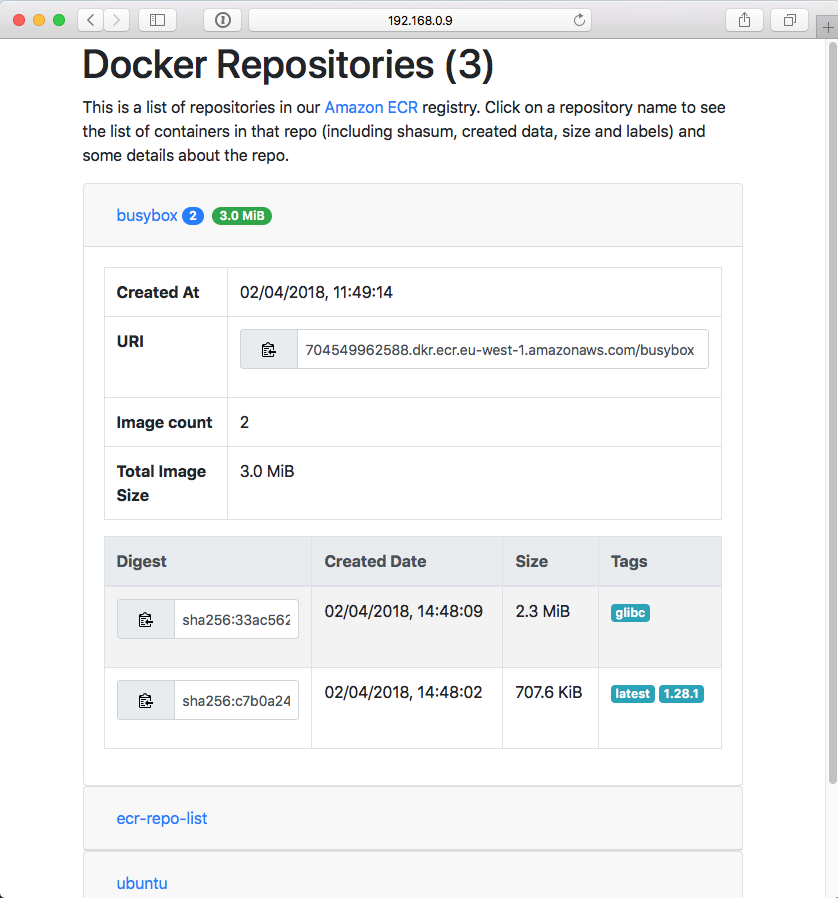 192.168.0.9
Docker Repositories (3)
This is a list of repositories in our Amazon ECR registry. Click on a repository name to see
the list of containers in that repo (including shasum, created data, size and labels) and
some details about the repo.
busybox 2 3.0 MiB
Created At 02/04/2018, 11:49:14
URI 704549962588.dkr.ecr.eu-west-1.amazonaws.com/busybox
Image count 2
Total Image 3.0 MiB
Size
Digest Created Date Size Tags
sha256:33ac562 02/04/2018, 14:48:09 2.3 MiB glibc
sha256:c7b0a24 02/04/2018, 14:48:02 707.6 KiB latest 1.28.1
ecr-repo-list
ubuntu